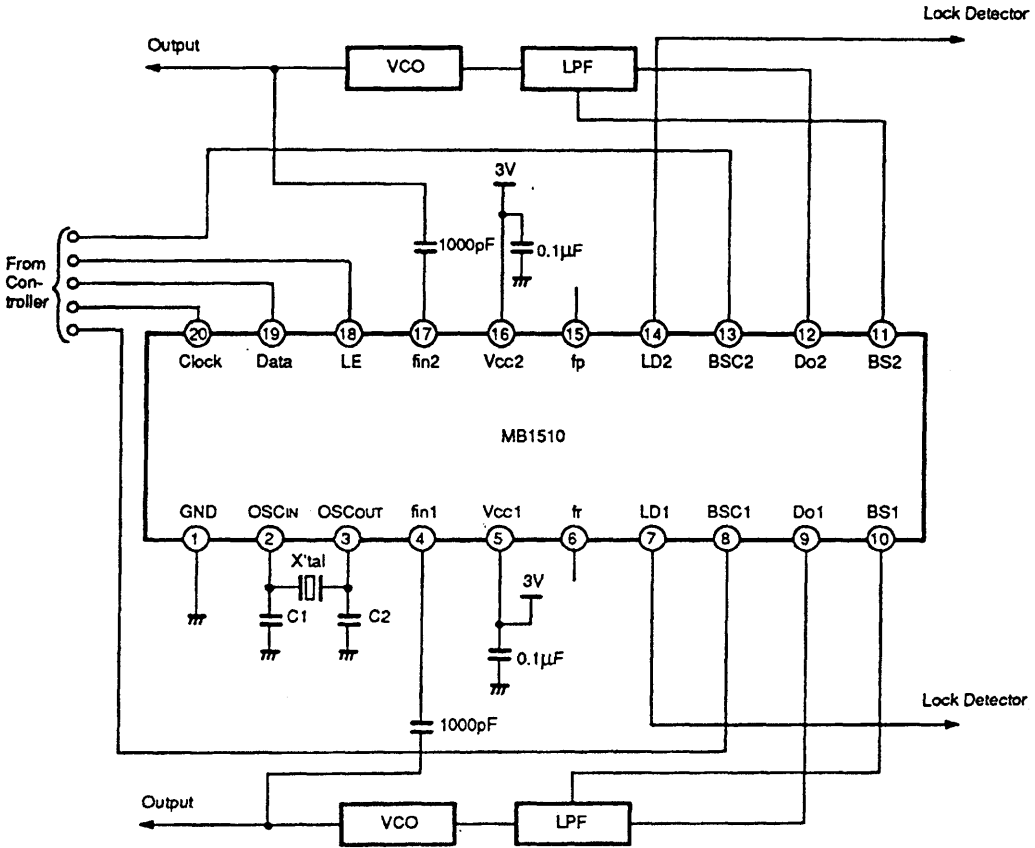 Lock Detector
Output
VCO
LPF
3V
1000pF
0.1μF
From
Con-
troller
20 19 18 17 16 15 14 13 12 11
Clock Data LE fin2 Vcc2 fp LD2 BSC2 Do2 BS2
MB1510
GND OSCIN OSCOUT fin1 Vcc1 fr LD1 BSC1 Do1 BS1
1 2 3 4 5 6 7 8 9 10
X'tal
3V
C1 C2
0.1μF
Lock Detector
1000pF
Output
VCO
LPF